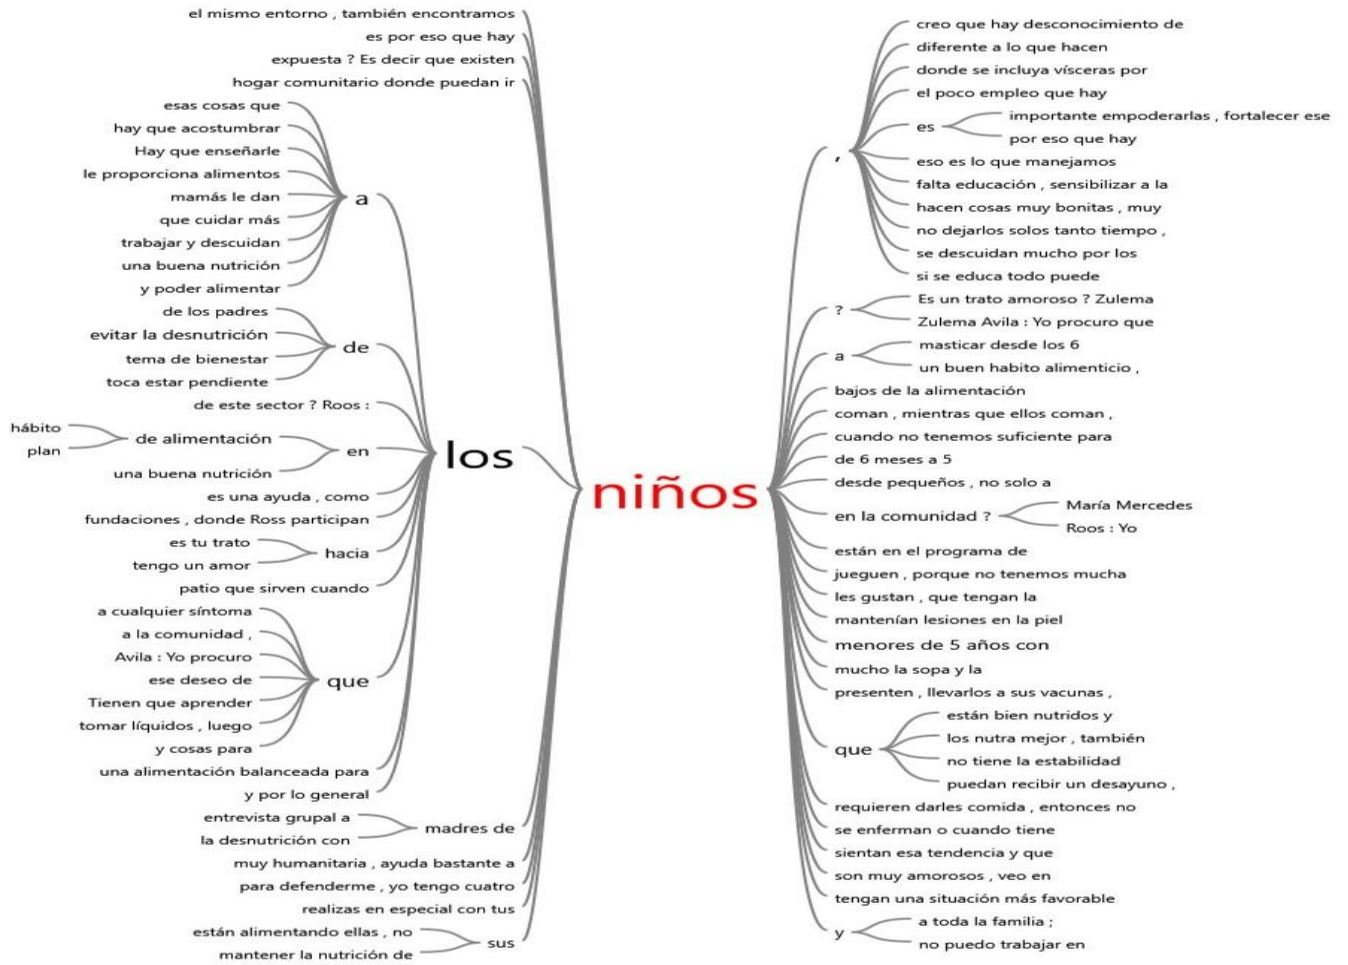 el mismo entorno , también encontramos
es por eso que hay
expuesta ? Es decir que existen
hogar comunitario donde puedan ir
esas cosas que
hay que acostumbrar
Hay que enseñarle
le proporciona alimentos
mamás le dan
que cuidar más
trabajar y descuidan
una buena nutrición
y poder alimentar
a
de los padres
evitar la desnutrición
tema de bienestar
toca estar pendiente
de
de este sector ? Roos :
hábito
plan
de alimentación
una buena nutrición
en
es una ayuda , como
fundaciones , donde Ross participan
es tu trato
tengo un amor
hacia
patio que sirven cuando
a cualquier síntoma
a la comunidad ,
Avila : Yo procuro
ese deseo de
Tienen que aprender
tomar líquidos , luego
y cosas para
que
una alimentación balanceada para
y por lo general
los
entrevista grupal a
la desnutrición con
madres de
muy humanitaria , ayuda bastante a
para defenderme , yo tengo cuatro
realizas en especial con tus
están alimentando ellas , no
mantener la nutrición de
sus
niños
,
creo que hay desconocimiento de
diferente a lo que hacen
donde se incluya vísceras por
el poco empleo que hay
es
importante empoderarlas , fortalecer ese
por eso que hay
eso es lo que manejamos
falta educación , sensibilizar a la
hacen cosas muy bonitas , muy
no dejarlos solos tanto tiempo ,
se descuidan mucho por los
si se educa todo puede
?
Es un trato amoroso ? Zulema
Zulema Avila : Yo procuro que
a
masticar desde los 6
un buen habito alimenticio ,
bajos de la alimentación
coman , mientras que ellos coman ,
cuando no tenemos suficiente para
de 6 meses a 5
desde pequeños , no solo a
en la comunidad ?
María Mercedes
Roos : Yo
están en el programa de
jueguen , porque no tenemos mucha
les gustan , que tengan la
mantenían lesiones en la piel
menores de 5 años con
mucho la sopa y la
presenten , llevarlos a sus vacunas ,
que
están bien nutridos y
los nutra mejor , también
no tiene la estabilidad
puedan recibir un desayuno ,
requieren darles comida , entonces no
se enferman o cuando tiene
sientan esa tendencia y que
son muy amorosos , veo en
tengan una situación más favorable
y
a toda la familia ;
no puedo trabajar en